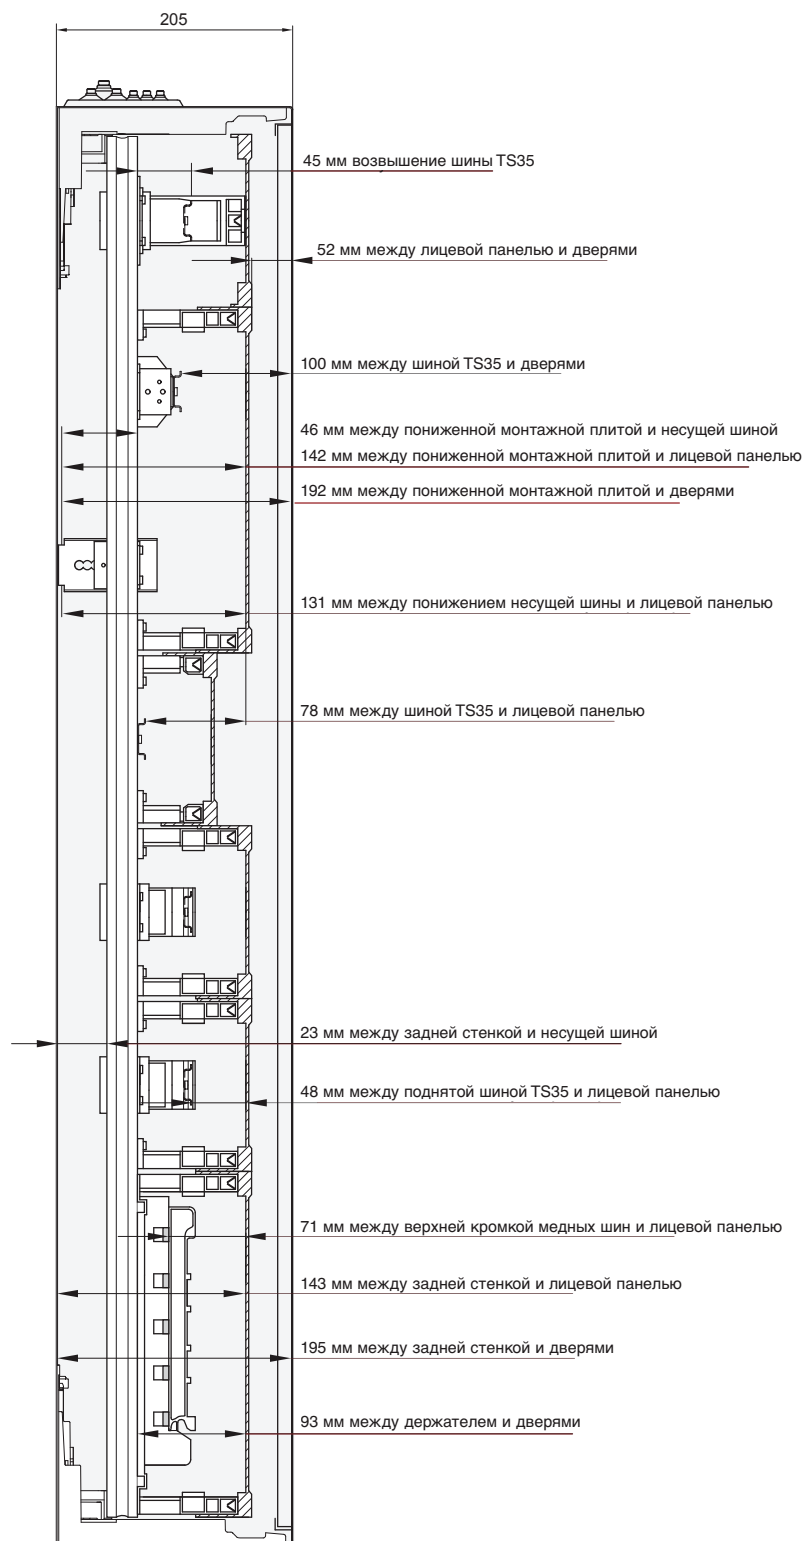 205
45 мм возвышение шины TS35
52 мм между лицевой панелью и дверями
100 мм между шиной TS35 и дверями
46 мм между пониженной монтажной плитой и несущей шиной
142 мм между пониженной монтажной плитой и лицевой панелью
192 мм между пониженной монтажной плитой и дверями
131 мм между понижением несущей шины и лицевой панелью
78 мм между шиной TS35 и лицевой панелью
23 мм между задней стенкой и несущей шиной
48 мм между поднятой шиной TS35 и лицевой панелью
71 мм между верхней кромкой медных шин и лицевой панелью
143 мм между задней стенкой и лицевой панелью
195 мм между задней стенкой и дверями
93 мм между держателем и дверями